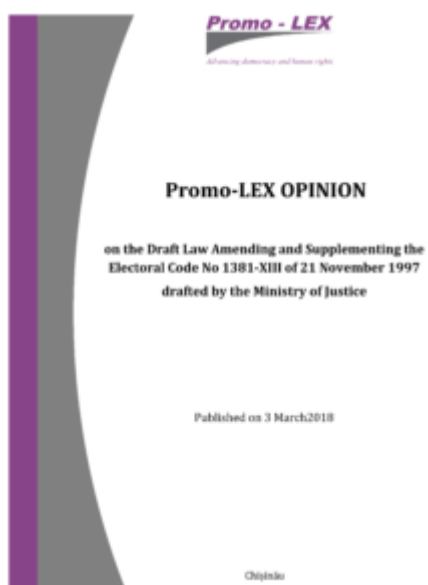 Promo - LEX
Advancing democracy and human rights
Promo-LEX OPINION
on the Draft Law Amending and Supplementing the
Electoral Code No 1381-XIII of 21 November 1997
drafted by the Ministry of Justice
Published on 3 March2018
Chişinău